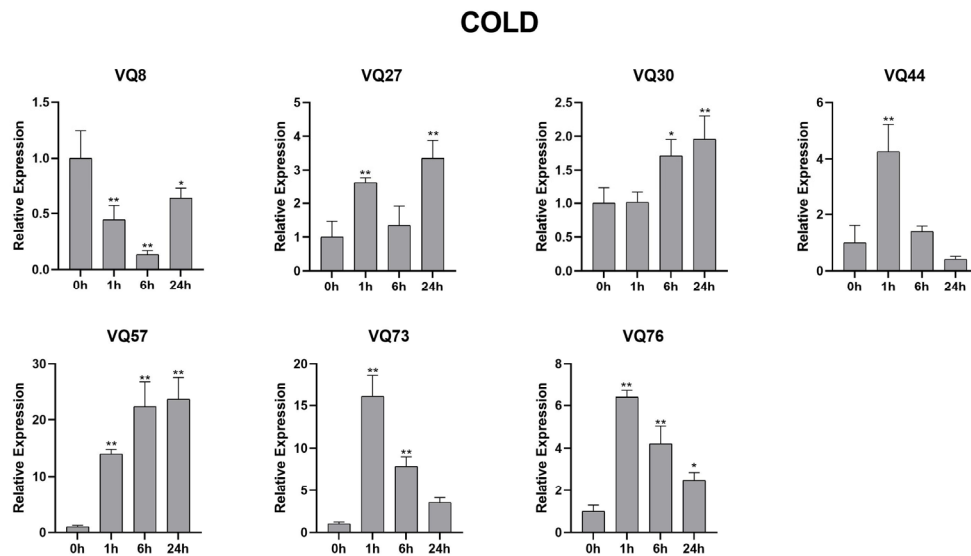 COLD
VQ8
Relative Expression
1.5
1.0
0.5
0.0
**
**
*
0h 1h 6h 24h
VQ27
Relative Expression
5
4
3
2
1
0
**
**
0h 1h 6h 24h
VQ30
Relative Expression
2.5
2.0
1.5
1.0
0.5
0.0
*
**
0h 1h 6h 24h
VQ44
Relative Expression
6
4
2
0
**
0h 1h 6h 24h
VQ57
Relative Expression
30
20
10
0
**
**
**
0h 1h 6h 24h
VQ73
Relative Expression
20
15
10
5
0
**
**
0h 1h 6h 24h
VQ76
Relative Expression
8
6
4
2
0
**
**
*
0h 1h 6h 24h